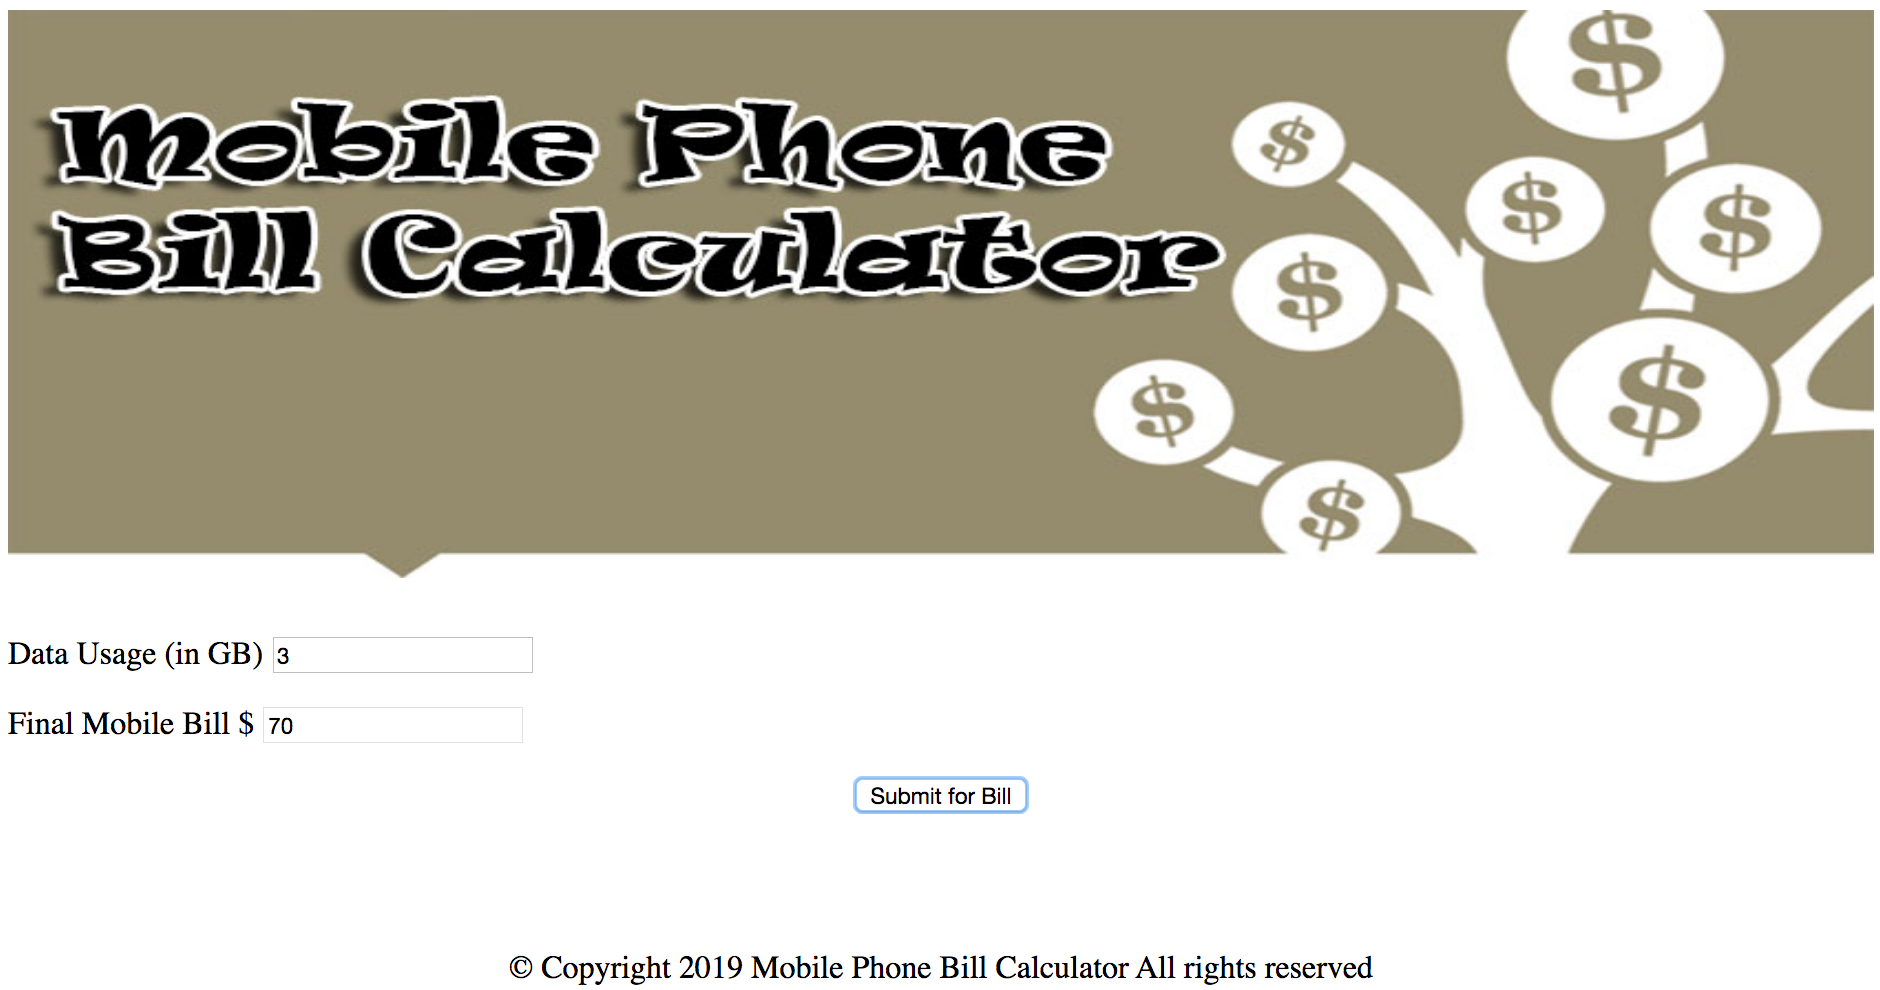 Mobile Phone
Bill Calculator
$
$
$
$
$
$
$
$
Data Usage (in GB) 3
Final Mobile Bill $ 70
Submit for Bill
© Copyright 2019 Mobile Phone Bill Calculator All rights reserved